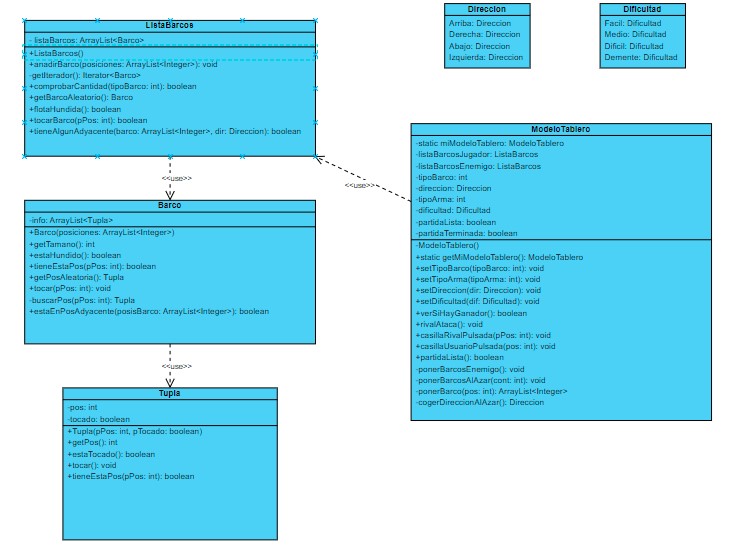 ListaBarcos
- listaBarcos: ArrayList<Barco>
+ListaBarcos()
+anadirBarco(posiciones: ArrayList<Integer>): void
-getIterador(): Iterator<Barco>
+comprobarCantidad(tipoBarco: int): boolean
+getBarcoAleatorio(): Barco
+flotaHundida(): boolean
+tocarBarco(pPos: int): boolean
+tieneAlgunAdyacente(barco: ArrayList<Integer>, dir: Direccion): boolean
<<use>>
Barco
-info: ArrayList<Tupla>
+Barco(posiciones: ArrayList<Integer>)
+getTamano(): int
+estaHundido(): boolean
+tieneEstaPos(pPos: int): boolean
+getPosAleatoria(): Tupla
+tocar(pPos: int): void
-buscarPos(pPos: int): Tupla
+estaEnPosAdyacente(posisBarco: ArrayList<Integer>): boolean
<<use>>
Tupla
-pos: int
-tocado: boolean
+Tupla(pPos: int, pTocado: boolean)
+getPos(): int
+estaTocado(): boolean
+tocar(): void
+tieneEstaPos(pPos: int): boolean
Direccion
Arriba: Direccion
Derecha: Direccion
Abajo: Direccion
Izquierda: Direccion
Dificultad
Facil: Dificultad
Medio: Dificultad
Dificil: Dificultad
Demente: Dificultad
<<use>>
ModeloTablero
-static miModeloTablero: ModeloTablero
-listaBarcosJugador: ListaBarcos
-listaBarcosEnemigo: ListaBarcos
-tipoBarco: int
-direccion: Direccion
-tipoArma: int
-dificultad: Dificultad
-partidaLista: boolean
-partidaTerminada: boolean
-ModeloTablero()
+static getMiModeloTablero(): ModeloTablero
+setTipoBarco(tipoBarco: int): void
+setTipoArma(tipoArma: int): void
+setDireccion(dir: Direccion): void
+setDificultad(dif: Dificultad): void
+verSiHayGanador(): boolean
+rivalAtaca(): void
+casillaRivalPulsada(pPos: int): void
+casillaUsuarioPulsada(pos: int): void
+partidaLista(): boolean
-ponerBarcosEnemigo(): void
-ponerBarcosAlAzar(cont: int): void
-ponerBarco(pos: int): ArrayList<Integer>
-cogerDireccionAlAzar(): Direccion